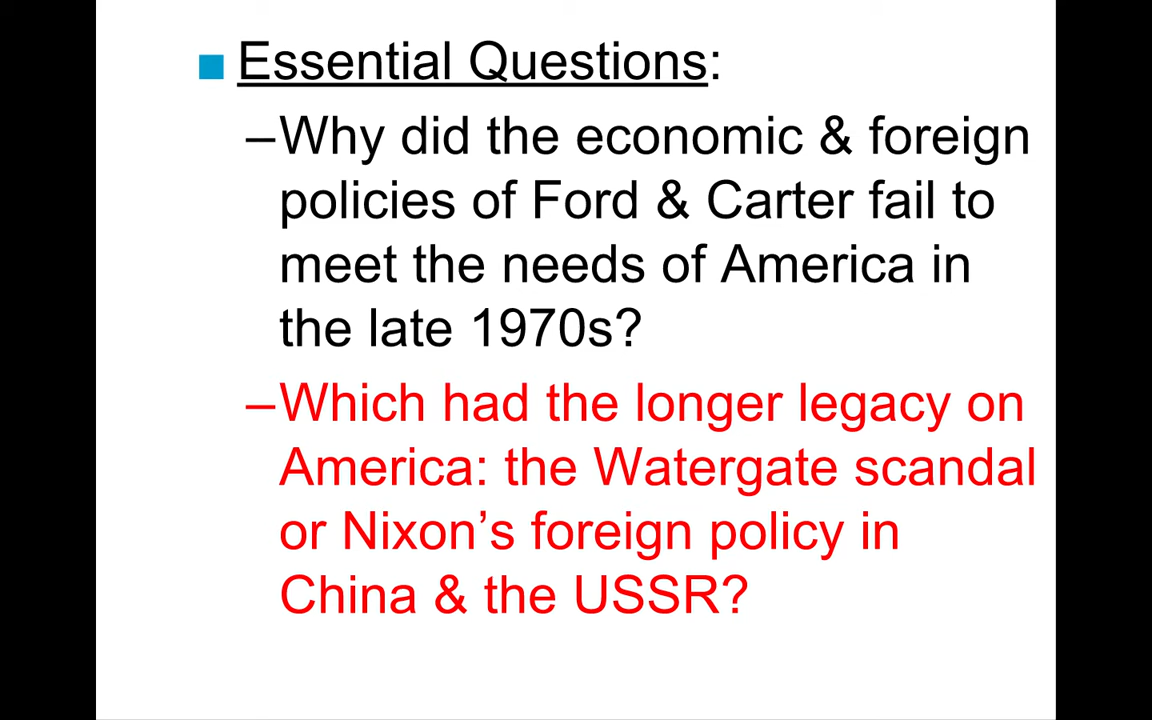 ■ Essential Questions:
–Why did the economic & foreign
policies of Ford & Carter fail to
meet the needs of America in
the late 1970s?
–Which had the longer legacy on
America: the Watergate scandal
or Nixon’s foreign policy in
China & the USSR?